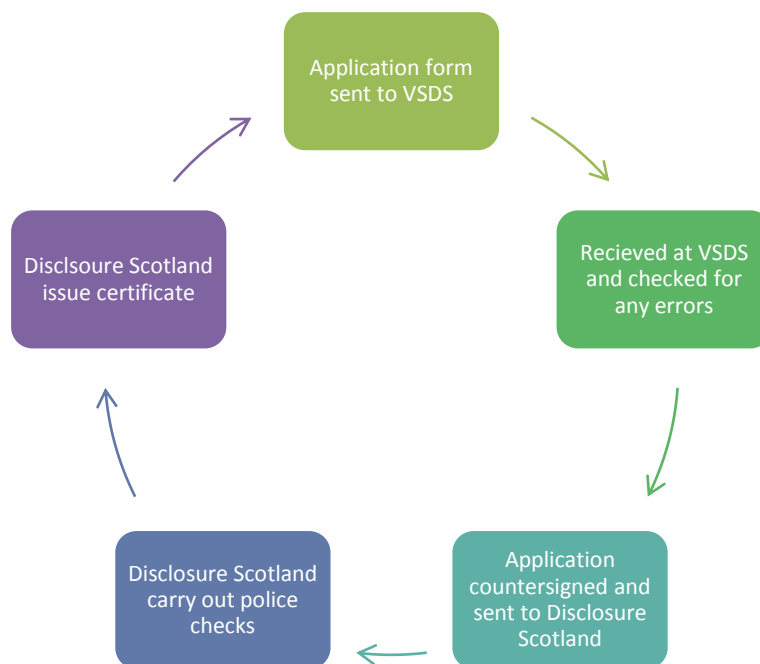 Application form
sent to VSDS
Recieved at VSDS
and checked for
any errors
Application
countersigned and
sent to Disclosure
Scotland
Disclosure Scotland
carry out police
checks
Disclsoure Scotland
issue certificate